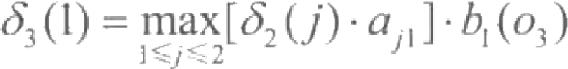 δ₃(1) = max_{1≤j≤2}[δ₂(j)·a_{j1}]·b₁(o₃)